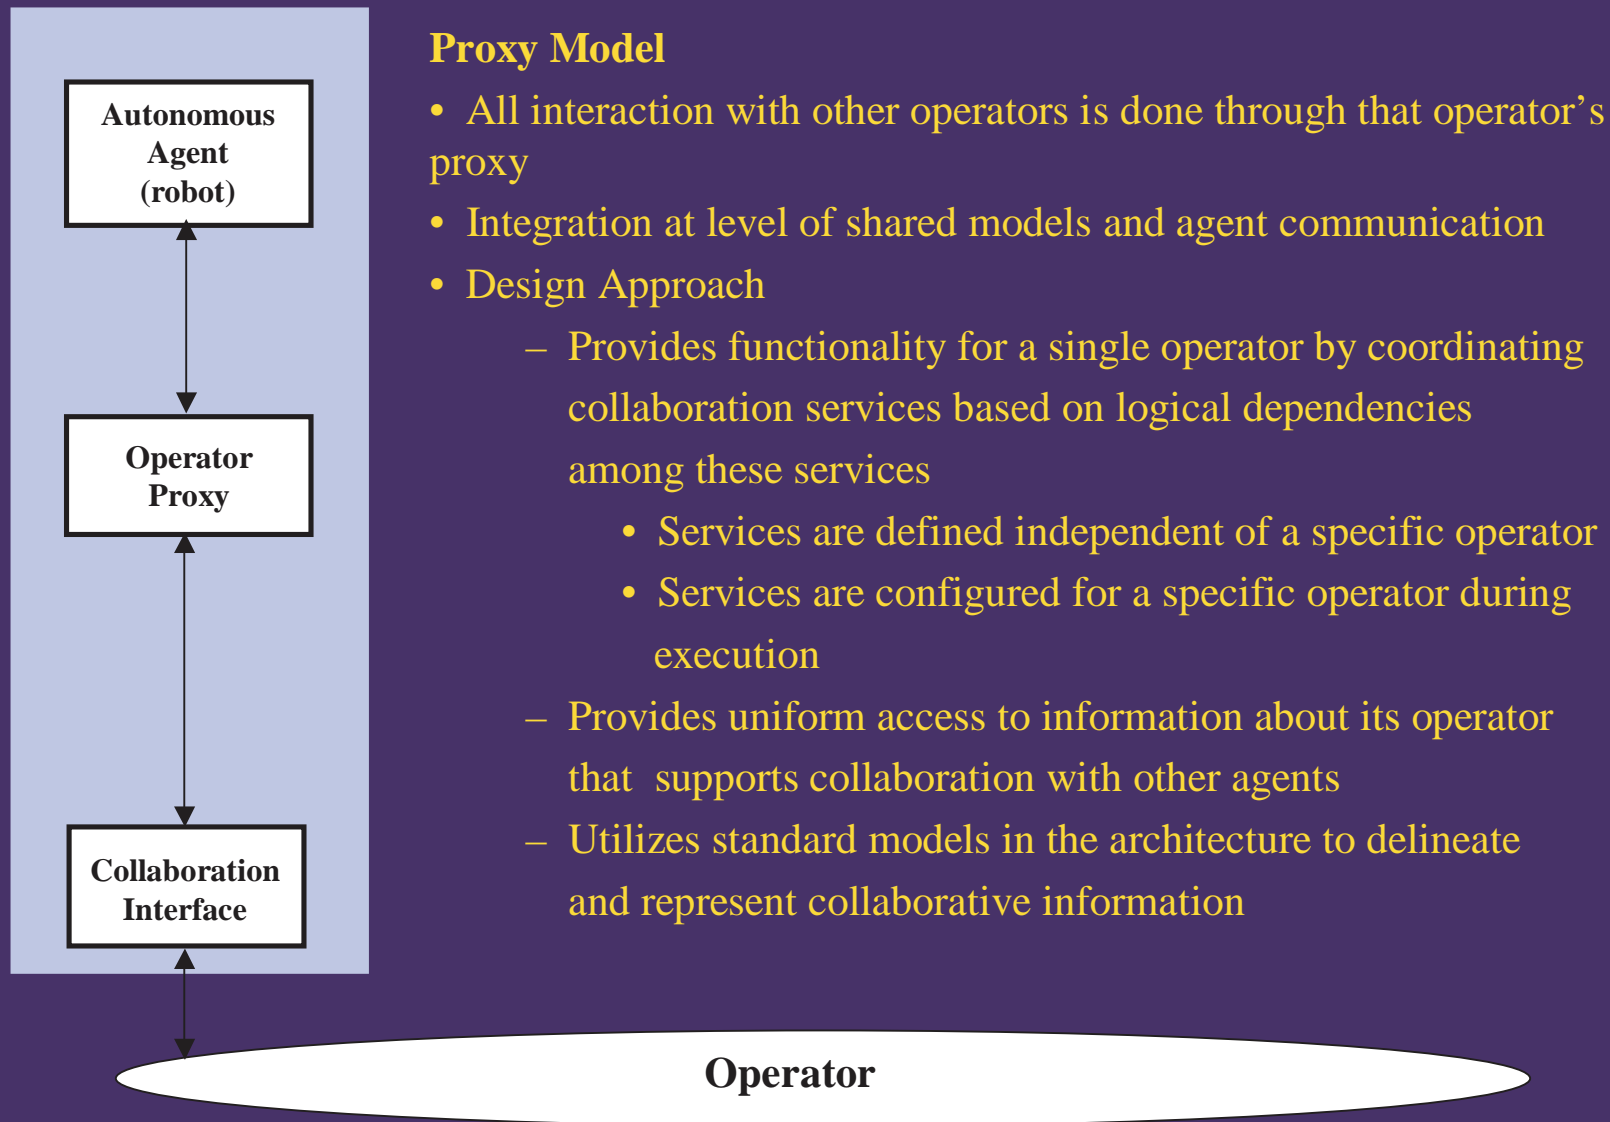 Autonomous
Agent
(robot)
Operator
Proxy
Collaboration
Interface
Proxy Model
• All interaction with other operators is done through that operator’s
proxy
• Integration at level of shared models and agent communication
• Design Approach
– Provides functionality for a single operator by coordinating
collaboration services based on logical dependencies
among these services
• Services are defined independent of a specific operator
• Services are configured for a specific operator during
execution
– Provides uniform access to information about its operator
that supports collaboration with other agents
– Utilizes standard models in the architecture to delineate
and represent collaborative information
Operator